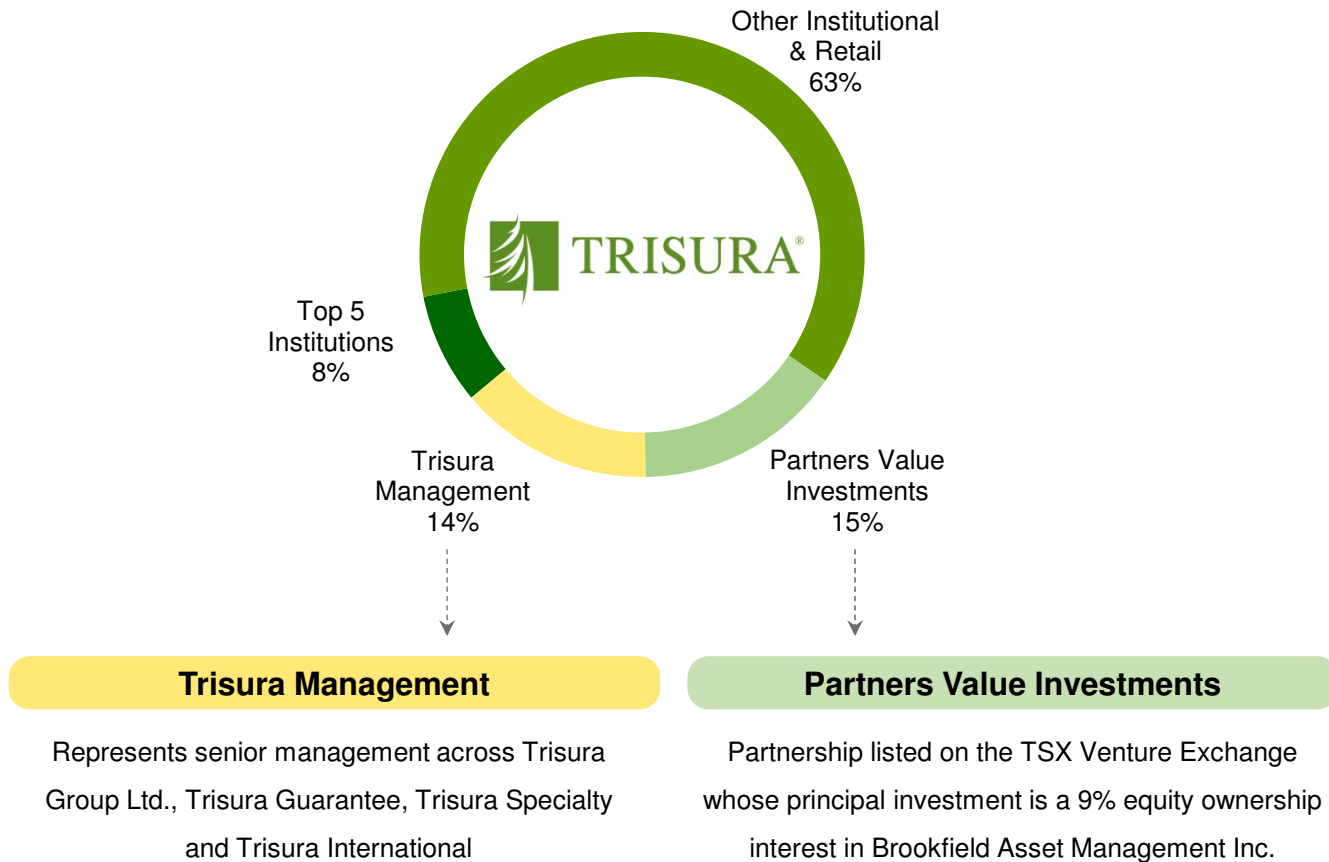 Other Institutional
& Retail
63%
TRISURA®
Top 5
Institutions
8%
Trisura
Management
14%
Partners Value
Investments
15%
Trisura Management
Represents senior management across Trisura
Group Ltd., Trisura Guarantee, Trisura Specialty
and Trisura International
Partners Value Investments
Partnership listed on the TSX Venture Exchange
whose principal investment is a 9% equity ownership
interest in Brookfield Asset Management Inc.